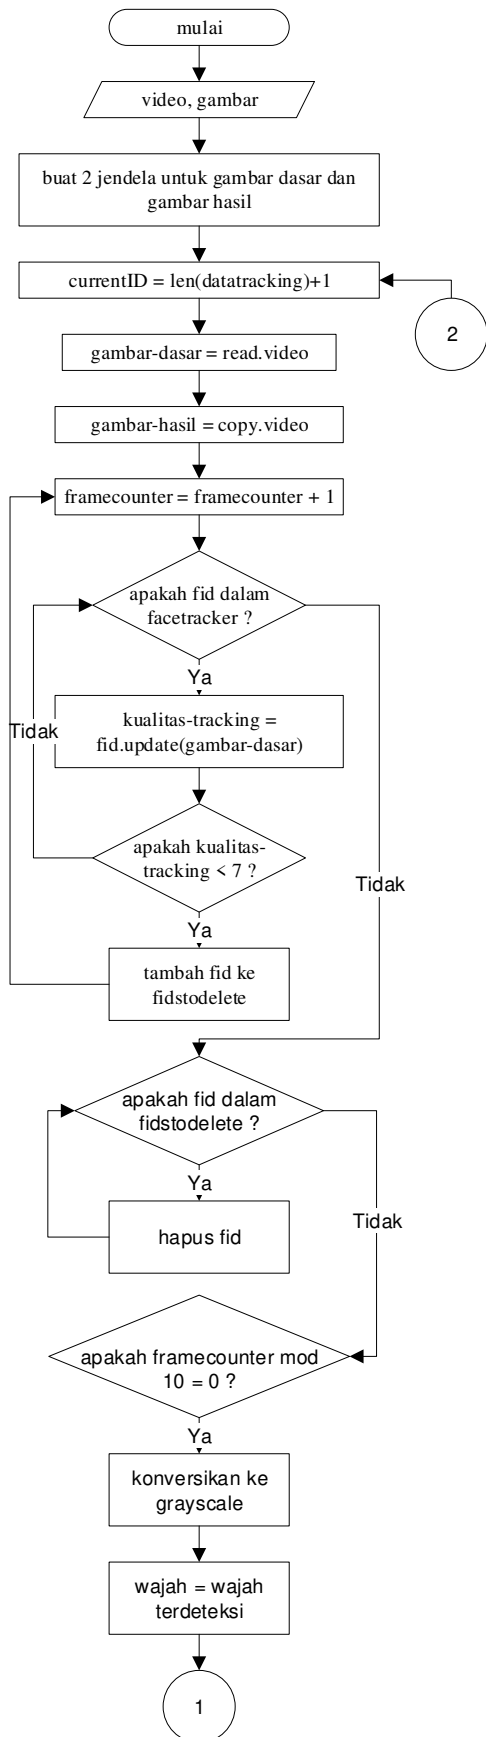 mulai
video, gambar
buat 2 jendela untuk gambar dasar dan
gambar hasil
currentID = len(datatracking)+1
2
gambar-dasar = read.video
gambar-hasil = copy.video
framecounter = framecounter + 1
apakah fid dalam
facetracker ?
Ya
kualitas-tracking =
fid.update(gambar-dasar)
Tidak
apakah kualitas-
tracking < 7 ?
Tidak
Ya
tambah fid ke
fidstodelete
apakah fid dalam
fidstodelete ?
Ya
Tidak
hapus fid
apakah framecounter mod
10 = 0 ?
Ya
konversikan ke
grayscale
wajah = wajah
terdeteksi
1